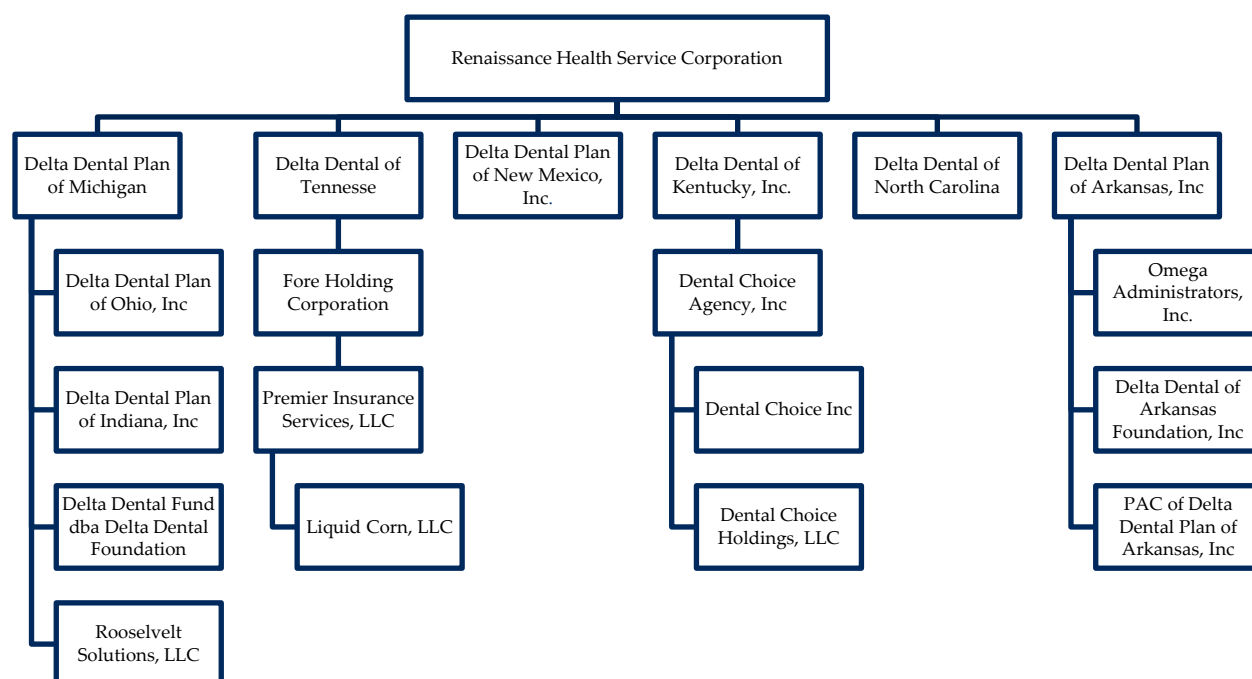 Renaissance Health Service Corporation
Delta Dental Plan
of Michigan
Delta Dental of
Tennesse
Delta Dental Plan
of New Mexico,
Inc.
Delta Dental of
Kentucky, Inc.
Delta Dental of
North Carolina
Delta Dental Plan
of Arkansas, Inc
Delta Dental Plan
of Ohio, Inc
Fore Holding
Corporation
Dental Choice
Agency, Inc
Omega
Administrators,
Inc.
Delta Dental Plan
of Indiana, Inc
Premier Insurance
Services, LLC
Dental Choice Inc
Delta Dental of
Arkansas
Foundation, Inc
Delta Dental Fund
dba Delta Dental
Foundation
Liquid Corn, LLC
Dental Choice
Holdings, LLC
PAC of Delta
Dental Plan of
Arkansas, Inc
Rooselvelt
Solutions, LLC